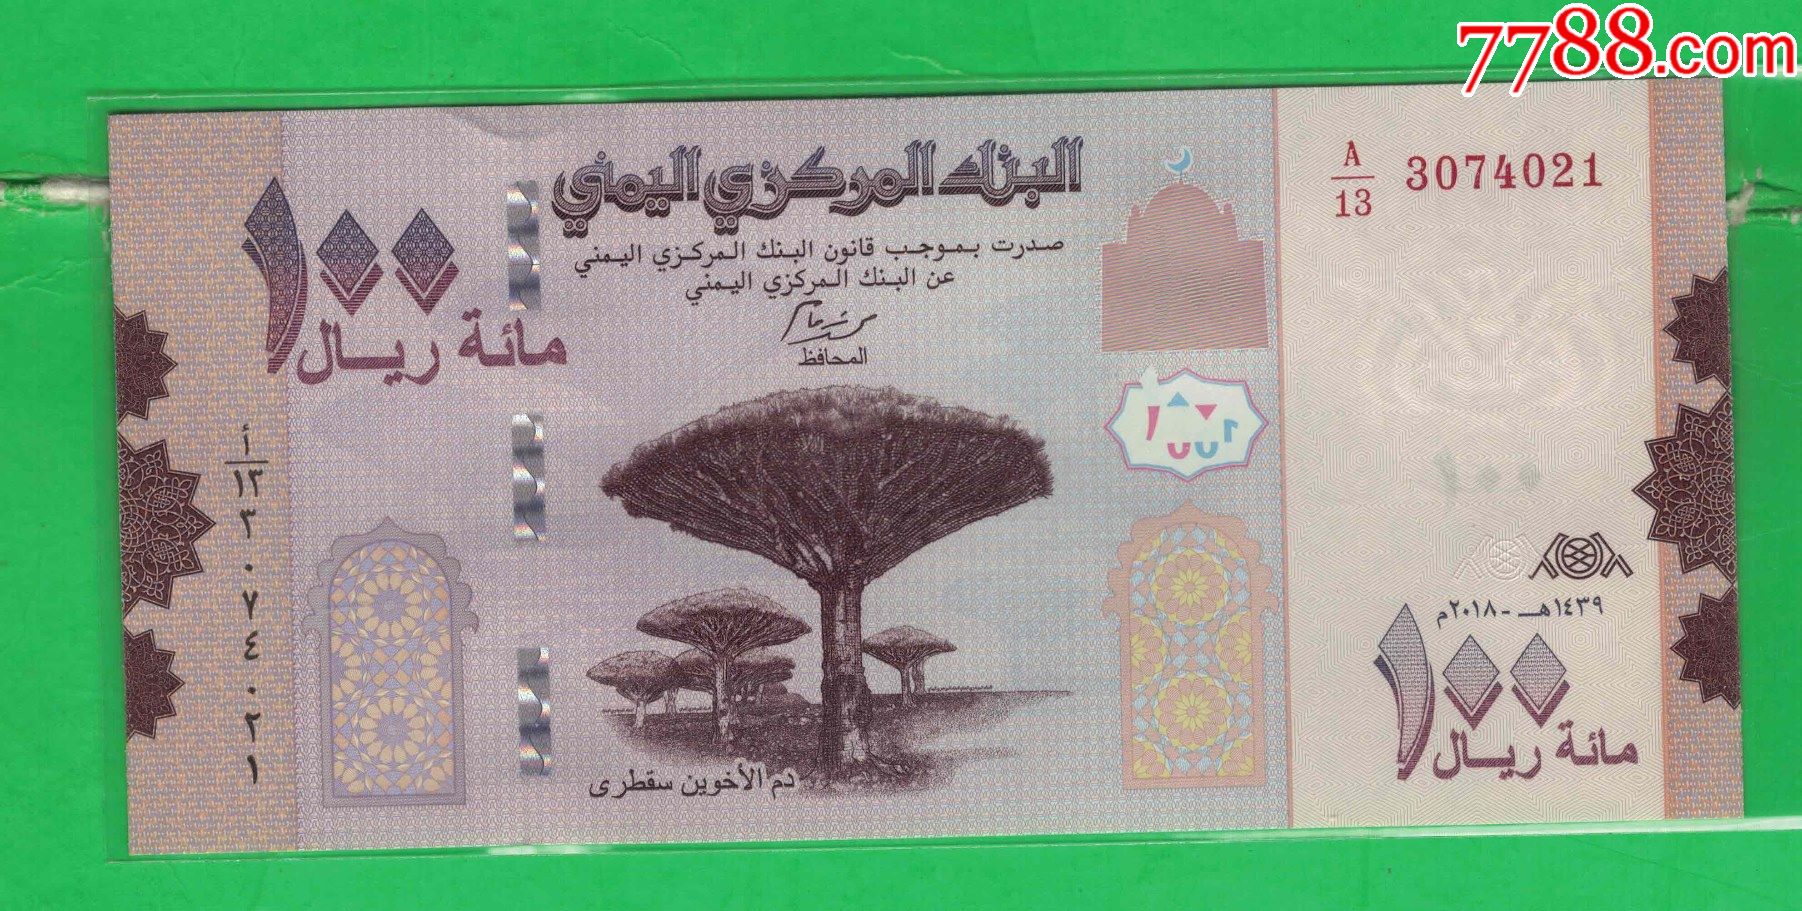 7788.com
البنك المركزي اليمني
صدرت بموجب قانون البنك المركزي اليمني
عن البنك المركزي اليمني
المحافظ
١٠٠
مائة ريال
A/13 3074021
أ/١٣ ٣٠٧٤٠٢١
١٠٠
١٤٣٩هـ - ٢٠١٨م
١٠٠
مائة ريال
دم الأخوين سقطرى